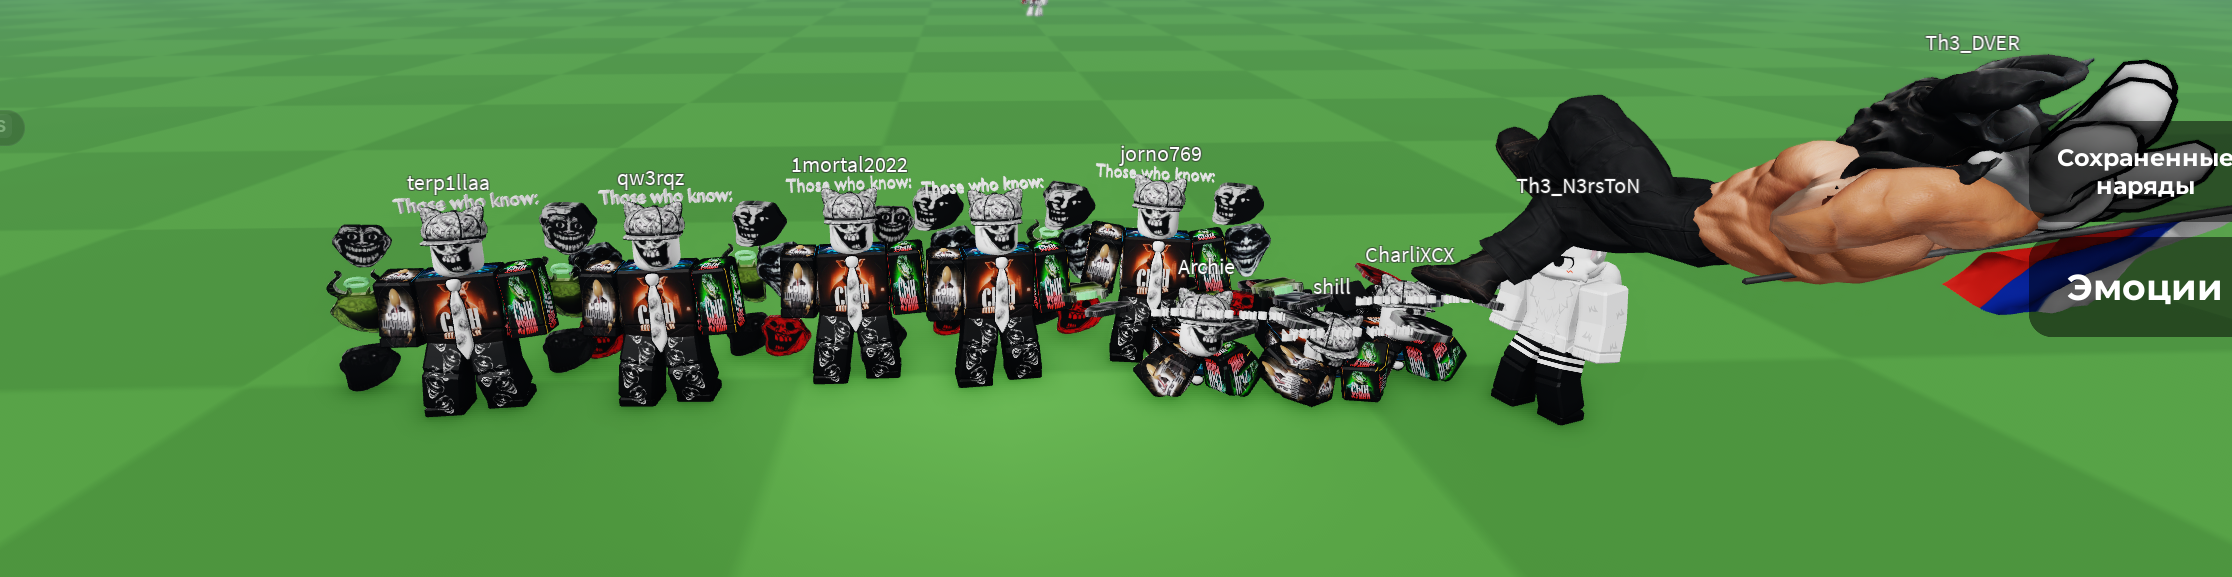 Th3_DVER
Сохраненные
наряды
Th3_N3rsToN
jorno769
Those who know:
1mortal2022
Those who know:
Those who know:
qw3rqz
Those who know:
terp1llaa
Those who know:
CharliXCX
Archie
shill
Эмоции